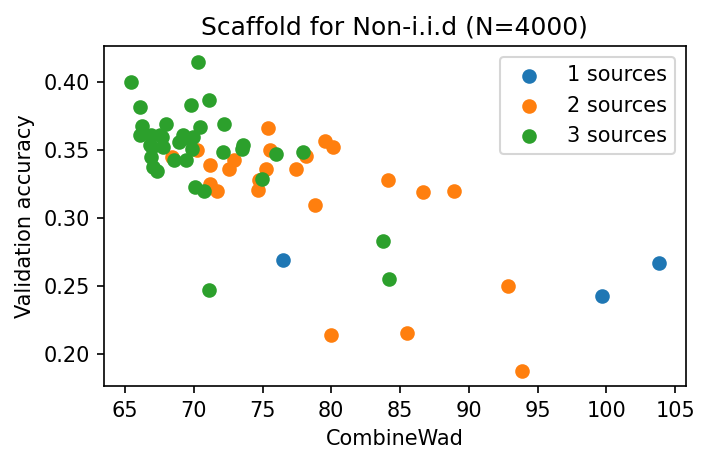 Scaffold for Non-i.i.d (N=4000)
1 sources
2 sources
3 sources
0.40
0.35
0.30
0.25
0.20
Validation accuracy
65 70 75 80 85 90 95 100 105
CombineWad